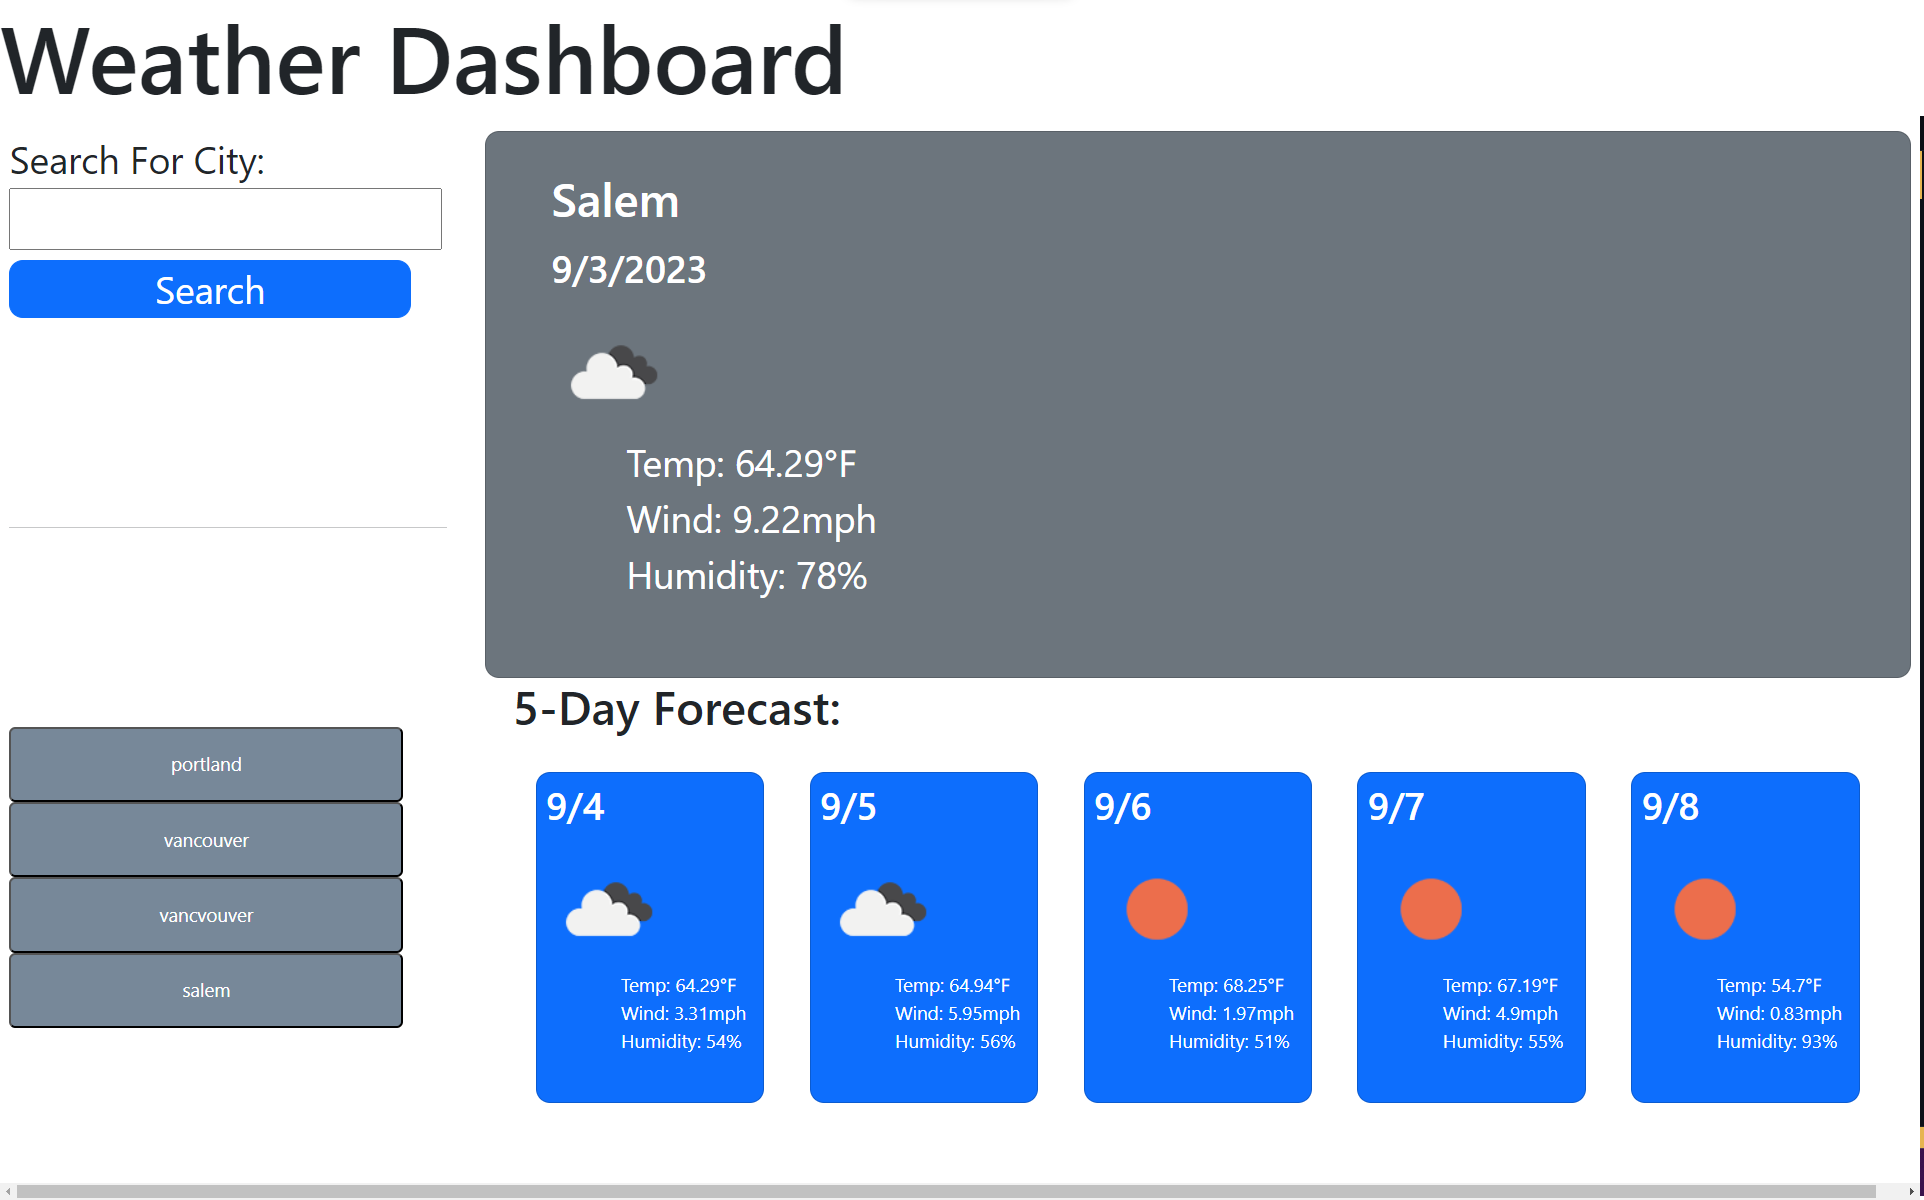 Weather Dashboard
Search For City:
Search
portland
vancouver
vancvouver
salem
Salem
9/3/2023
Temp: 64.29°F
Wind: 9.22mph
Humidity: 78%
5-Day Forecast:
9/4
Temp: 64.29°F
Wind: 3.31mph
Humidity: 54%
9/5
Temp: 64.94°F
Wind: 5.95mph
Humidity: 56%
9/6
Temp: 68.25°F
Wind: 1.97mph
Humidity: 51%
9/7
Temp: 67.19°F
Wind: 4.9mph
Humidity: 55%
9/8
Temp: 54.7°F
Wind: 0.83mph
Humidity: 93%